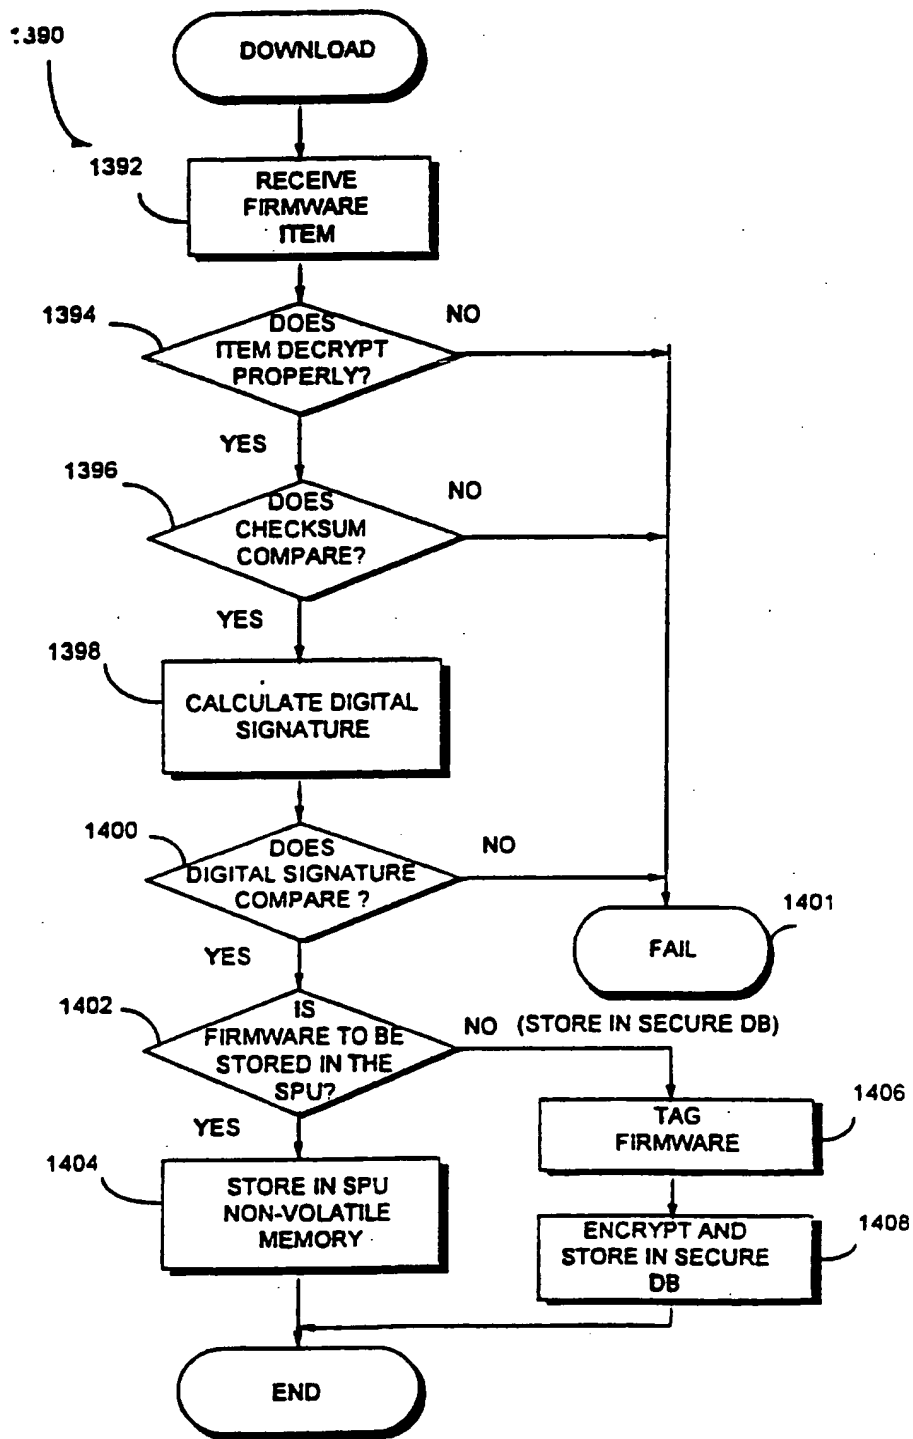 1390
DOWNLOAD
1392
RECEIVE
FIRMWARE
ITEM
1394
DOES
ITEM DECRYPT
PROPERLY?
NO
YES
1396
DOES
CHECKSUM
COMPARE?
NO
YES
1398
CALCULATE DIGITAL
SIGNATURE
1400
DOES
DIGITAL SIGNATURE
COMPARE ?
NO
1401
FAIL
YES
1402
IS
FIRMWARE TO BE
STORED IN THE
SPU?
NO (STORE IN SECURE DB)
YES
1406
TAG
FIRMWARE
1404
STORE IN SPU
NON-VOLATILE
MEMORY
1408
ENCRYPT AND
STORE IN SECURE
DB
END